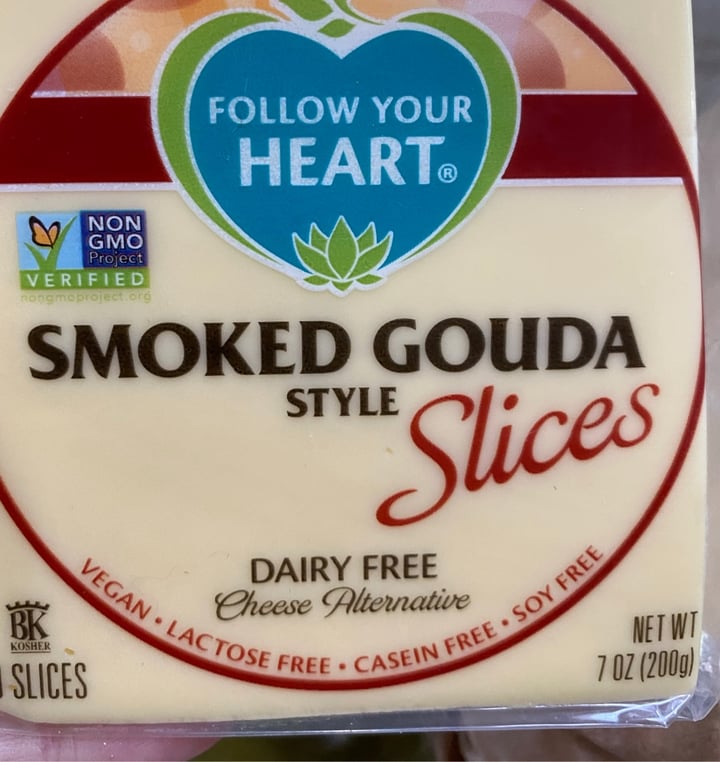 FOLLOW YOUR
HEART®
NON
GMO
Project
VERIFIED
nongmoproject.org
SMOKED GOUDA
STYLE
Slices
DAIRY FREE
Cheese Alternative
VEGAN • LACTOSE FREE • CASEIN FREE • SOY FREE
BK
KOSHER
SLICES
NET WT
7 OZ (200g)